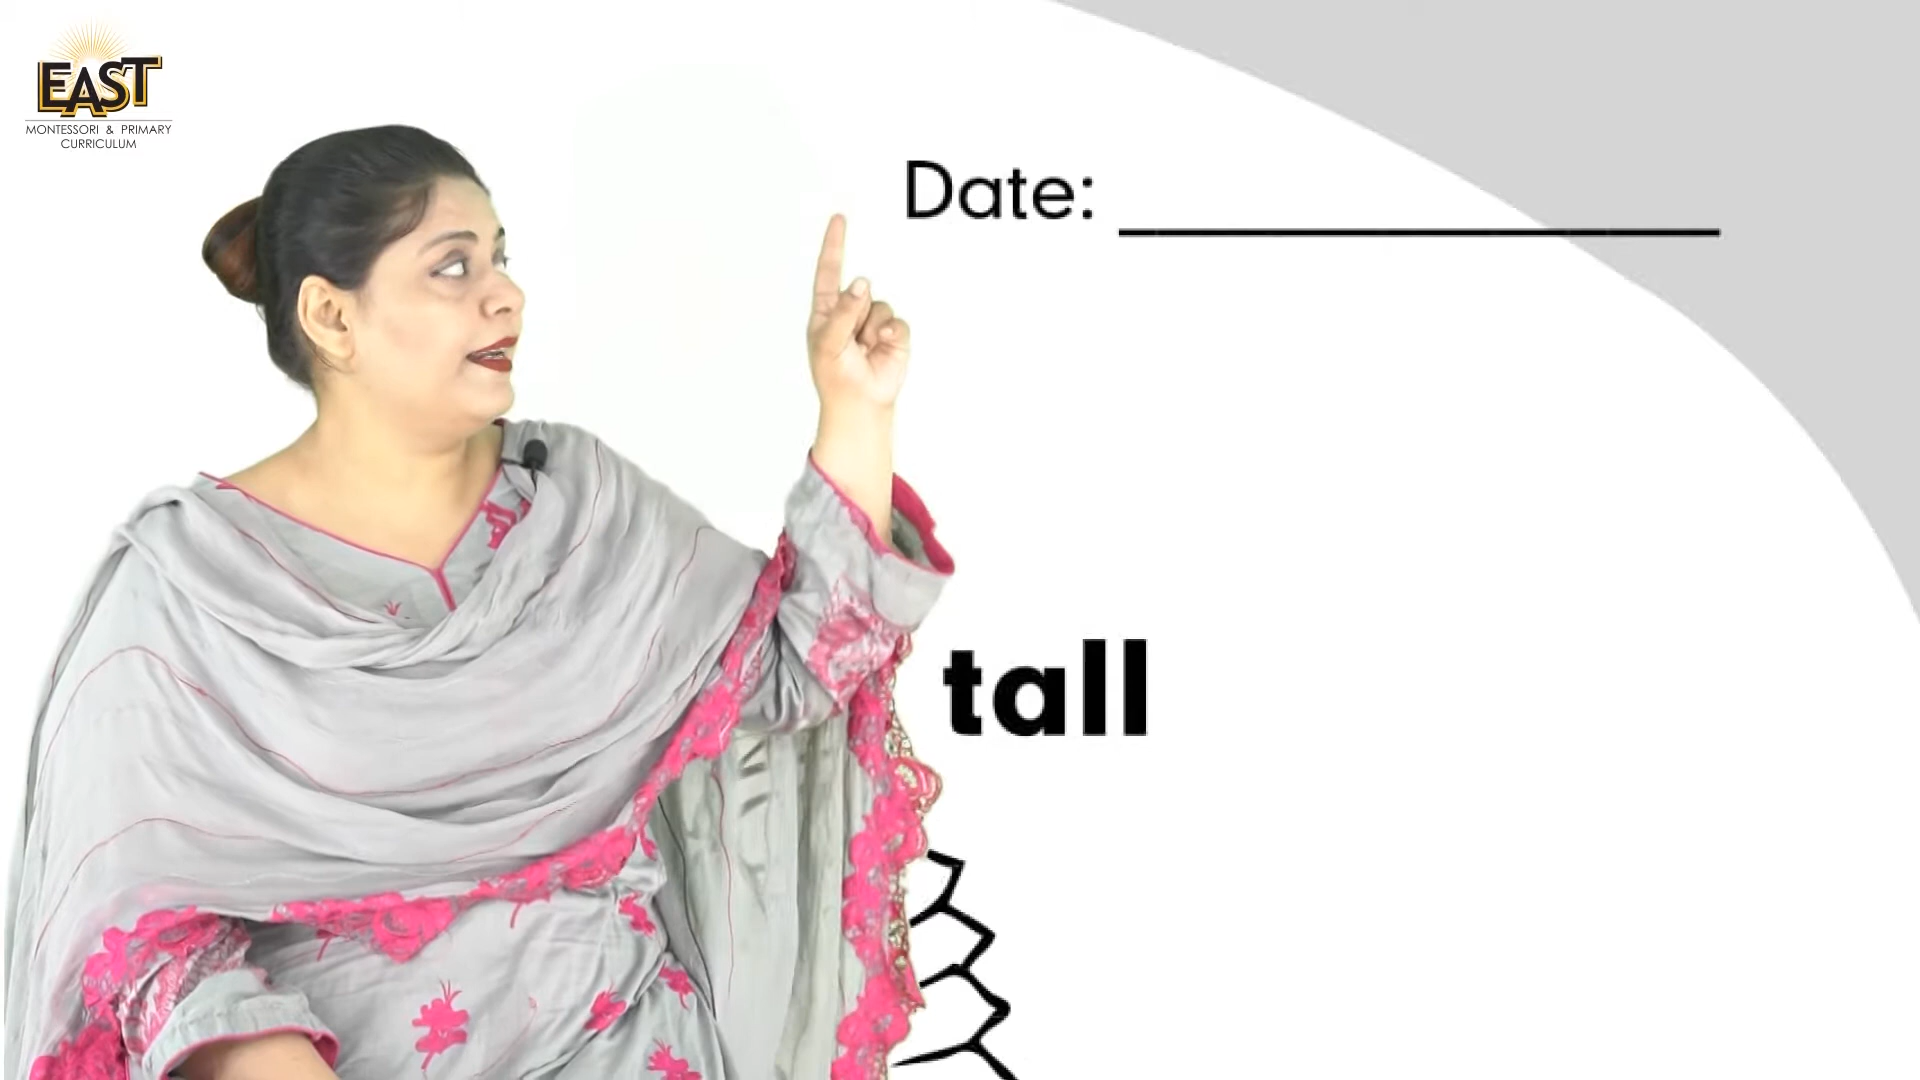 EAST
MONTESSORI & PRIMARY
CURRICULUM
Date:
tall